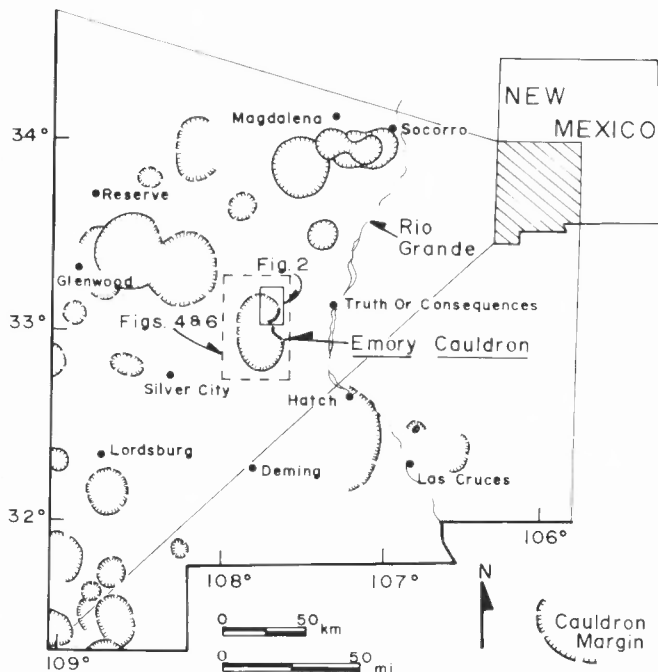 NEW
MEXICO
34°
Magdalena
Socorro
Reserve
Rio
Grande
Glenwood
Fig. 2
Truth Or Consequences
33°
Figs. 4&6
Emory Cauldron
Silver City
Hatch
Lordsburg
Deming
Las Cruces
32°
106°
108°
107°
N
0 50 km
Cauldron
Margin
109°
0 50 mi